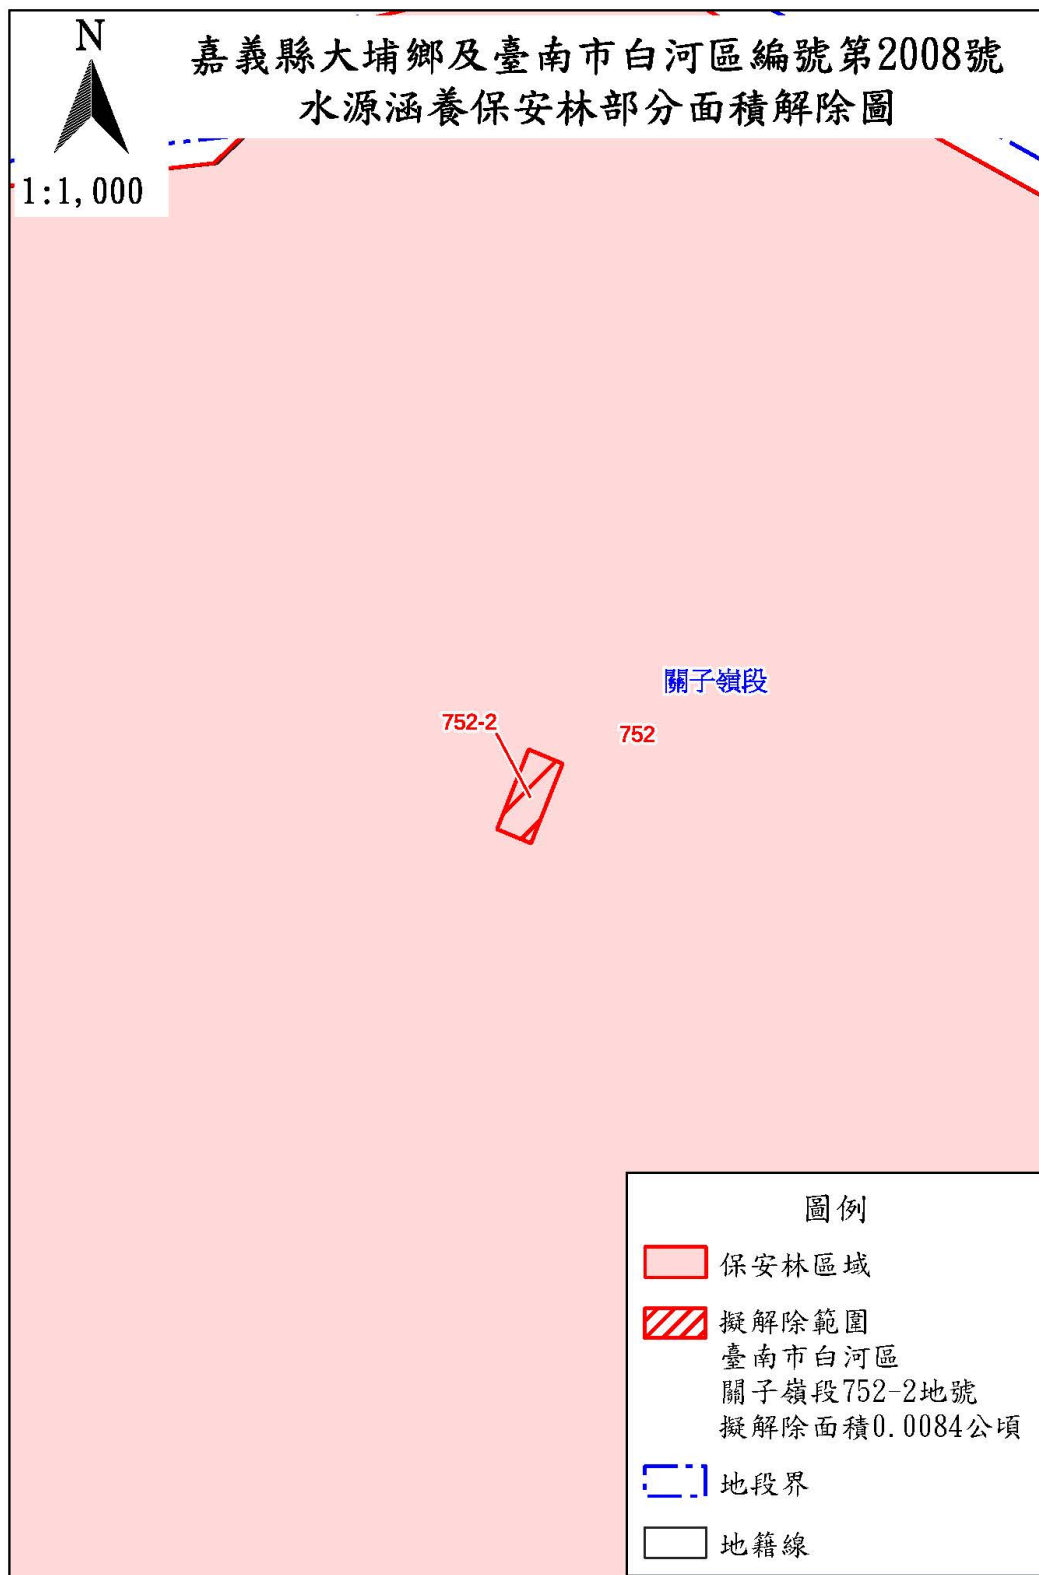 N
嘉義縣大埔鄉及臺南市白河區編號第2008號
水源涵養保安林部分面積解除圖
1:1,000
關子嶺段
752-2
752
圖例
保安林區域
擬解除範圍
臺南市白河區
關子嶺段752-2地號
擬解除面積0.0084公頃
地段界
地籍線